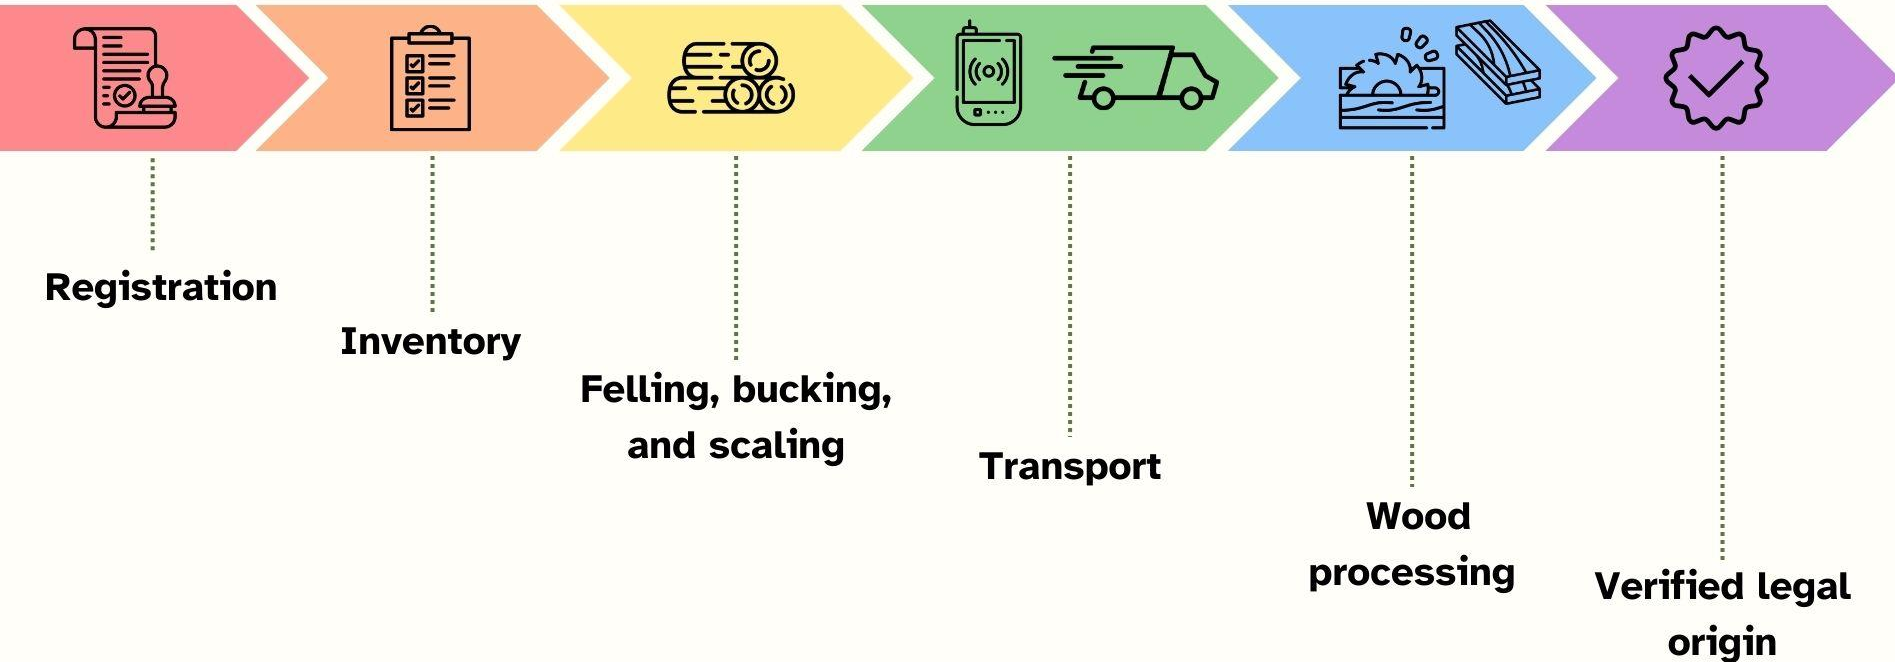 Registration
Inventory
Felling, bucking,
and scaling
Transport
Wood
processing
Verified legal
origin